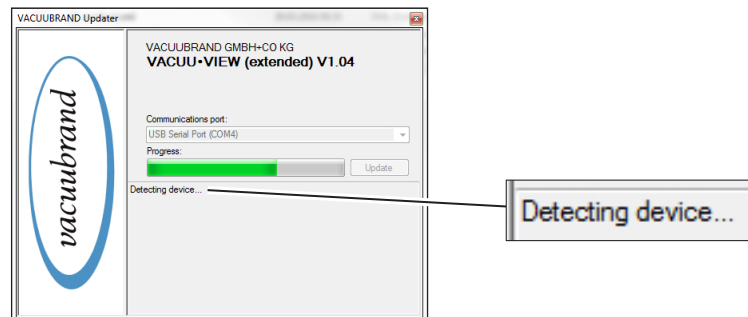 VACUUBRAND Updater
vacuubrand
VACUUBRAND GMBH+CO KG
VACUU•VIEW (extended) V1.04
Communications port:
USB Serial Port (COM4)
Progress:
Update
Detecting device...
Detecting device...